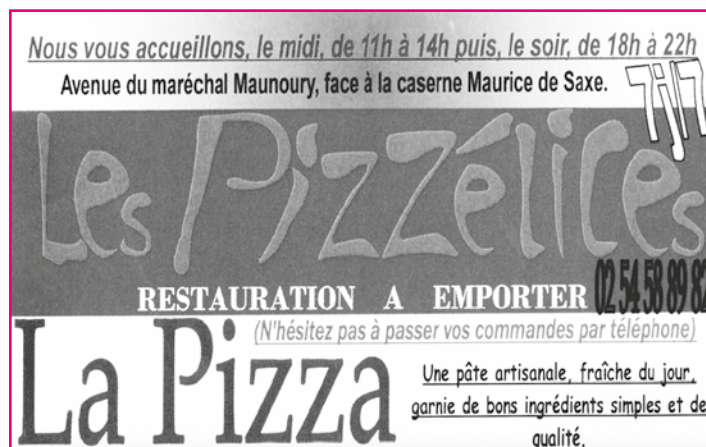 Nous vous accueillons, le midi, de 11h à 14h puis, le soir, de 18h à 22h
Avenue du maréchal Maunoury, face à la caserne Maurice de Saxe.
7j/7
Les PizZélices
RESTAURATION A EMPORTER
02 54 58 89 82
(N'hésitez pas à passer vos commandes par téléphone)
La Pizza
Une pâte artisanale, fraîche du jour,
garnie de bons ingrédients simples et de
qualité.